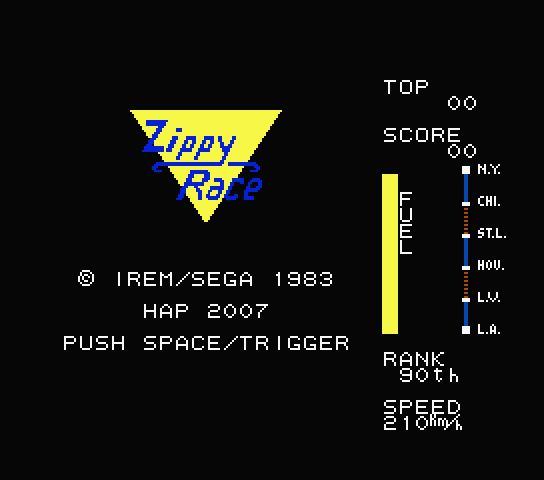 Zippy
Race
© IREM/SEGA 1983
HAP 2007
PUSH SPACE/TRIGGER
TOP
00
SCORE
00
FUEL
N.Y.
CHI.
ST.L.
HOU.
L.V.
L.A.
RANK
90th
SPEED
210km/h